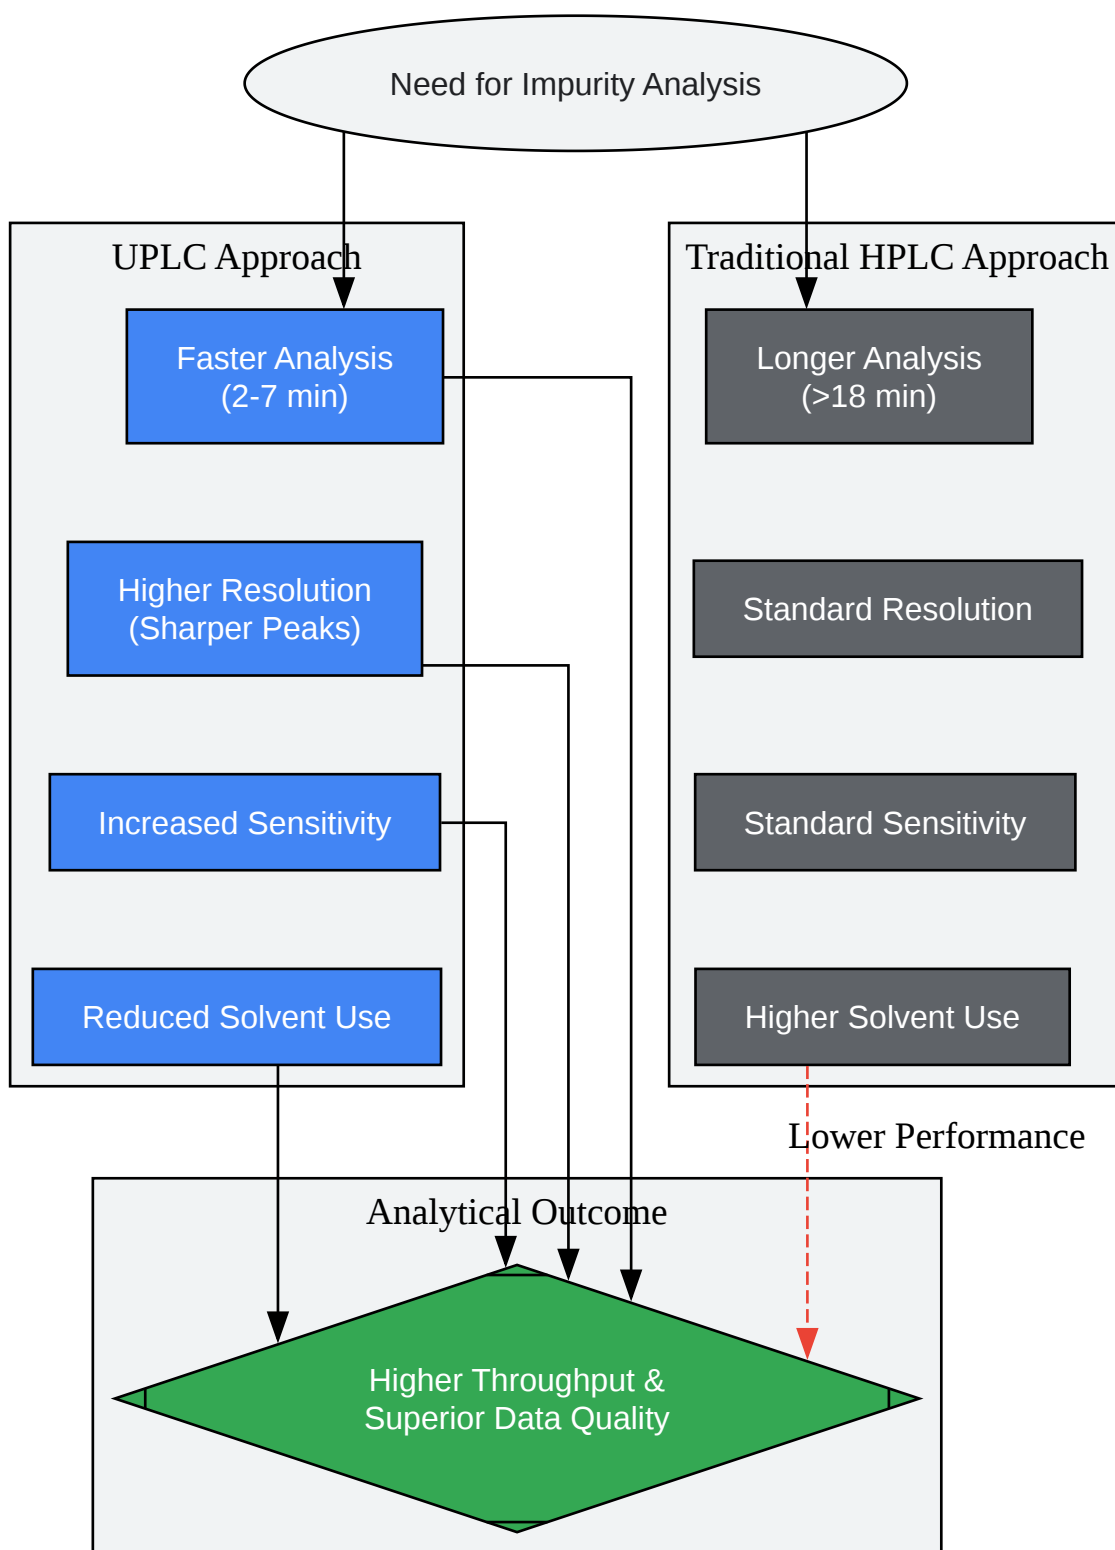 Need for Impurity Analysis
UPLC Approach
Faster Analysis
(2-7 min)
Higher Resolution
(Sharper Peaks)
Increased Sensitivity
Reduced Solvent Use
Traditional HPLC Approach
Longer Analysis
(>18 min)
Standard Resolution
Standard Sensitivity
Higher Solvent Use
Lower Performance
Analytical Outcome
Higher Throughput &
Superior Data Quality